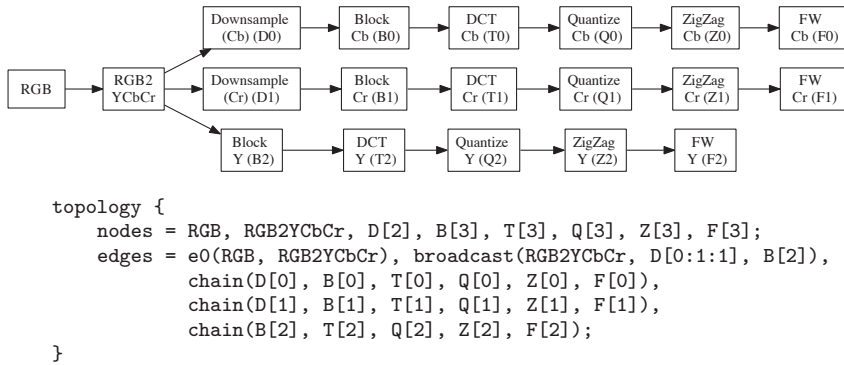 Downsample
(Cb) (D0)
Block
Cb (B0)
DCT
Cb (T0)
Quantize
Cb (Q0)
ZigZag
Cb (Z0)
FW
Cb (F0)
RGB
RGB2
YCbCr
Downsample
(Cr) (D1)
Block
Cr (B1)
DCT
Cr (T1)
Quantize
Cr (Q1)
ZigZag
Cr (Z1)
FW
Cr (F1)
Block
Y (B2)
DCT
Y (T2)
Quantize
Y (Q2)
ZigZag
Y (Z2)
FW
Y (F2)
topology {
    nodes = RGB, RGB2YCbCr, D[2], B[3], T[3], Q[3], Z[3], F[3];
    edges = e0(RGB, RGB2YCbCr), broadcast(RGB2YCbCr, D[0:1:1], B[2]),
            chain(D[0], B[0], T[0], Q[0], Z[0], F[0]),
            chain(D[1], B[1], T[1], Q[1], Z[1], F[1]),
            chain(B[2], T[2], Q[2], Z[2], F[2]);
}